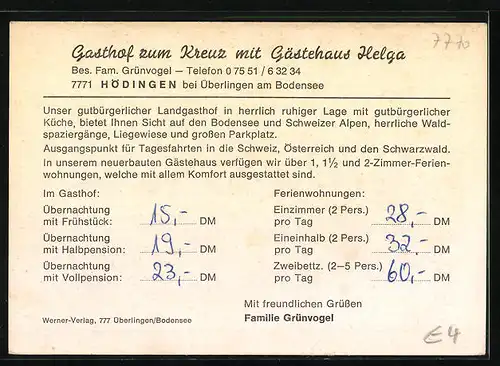 7770
Gasthof zum Kreuz mit Gästehaus Helga
Bes. Fam. Grünvogel — Telefon 0 75 51 / 6 32 34
7771 HÖDINGEN bei Überlingen am Bodensee
Unser gutbürgerlicher Landgasthof in herrlich ruhiger Lage mit gutbürgerlicher
Küche, bietet Ihnen Sicht auf den Bodensee und Schweizer Alpen, herrliche Wald-
spaziergänge, Liegewiese und großen Parkplatz.
Ausgangspunkt für Tagesfahrten in die Schweiz, Österreich und den Schwarzwald.
In unserem neuerbauten Gästehaus verfügen wir über 1, 1½ und 2-Zimmer-Ferien-
wohnungen, welche mit allem Komfort ausgestattet sind.
Im Gasthof:
Übernachtung
mit Frühstück: 15,- DM
Übernachtung
mit Halbpension: 19,- DM
Übernachtung
mit Vollpension: 23,- DM
Ferienwohnungen:
Einzimmer (2 Pers.)
pro Tag 28,- DM
Eineinhalb (2 Pers.)
pro Tag 32.- DM
Zweibettz. (2—5 Pers.)
pro Tag 60,- DM
Mit freundlichen Grüßen
Familie Grünvogel
Werner-Verlag, 777 Überlingen/Bodensee
€4